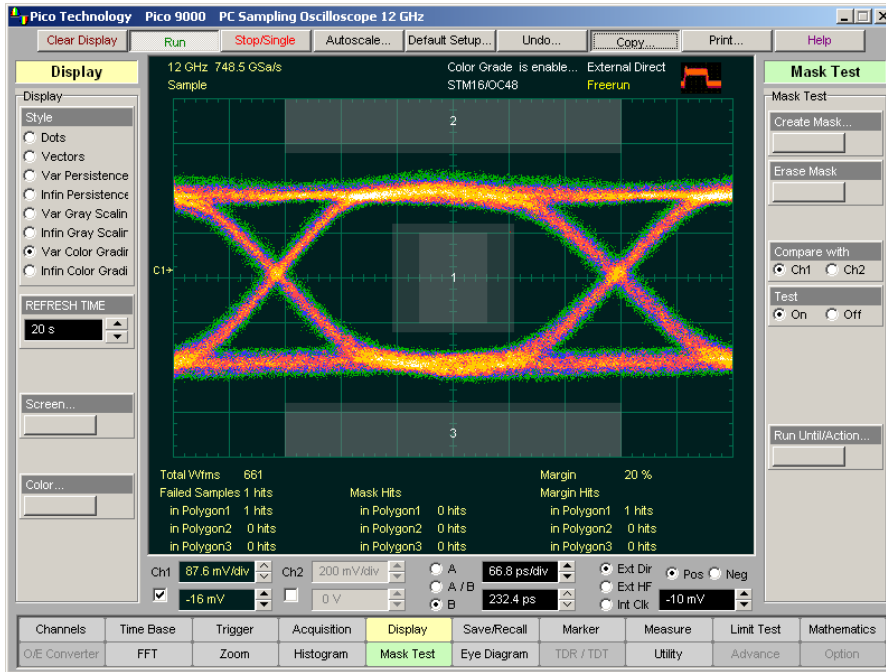 Pico Technology Pico 9000 PC Sampling Oscilloscope 12 GHz
Clear Display Run Stop/Single Autoscale... Default Setup... Undo... Copy... Print... Help
Display
Display
Style
Dots
Vectors
Var Persistence
Infin Persistence
Var Gray Scalin
Infin Gray Scalir
Var Color Gradir
Infin Color Gradi
REFRESH TIME
20 s
Screen...
Color...
12 GHz 748.5 GSa/s Color Grade is enable... External Direct
Sample STM16/OC48 Freerun
2
C1
1
3
Total Wfms 661 Margin 20 %
Failed Samples 1 hits Mask Hits Margin Hits
in Polygon1 1 hits in Polygon1 0 hits in Polygon1 1 hits
in Polygon2 0 hits in Polygon2 0 hits in Polygon2 0 hits
in Polygon3 0 hits in Polygon3 0 hits in Polygon3 0 hits
Mask Test
Mask Test
Create Mask...
Erase Mask
Compare with
Ch1 Ch2
Test
On Off
Run Until/Action...
Ch1 87.6 mV/div Ch2 200 mV/div A 66.8 ps/div Ext Dir Pos Neg
A / B Ext HF
-16 mV 0 V B 232.4 ps Int Clk -10 mV
Channels Time Base Trigger Acquisition Display Save/Recall Marker Measure Limit Test Mathematics
O/E Converter FFT Zoom Histogram Mask Test Eye Diagram TDR / TDT Utility Advance Option